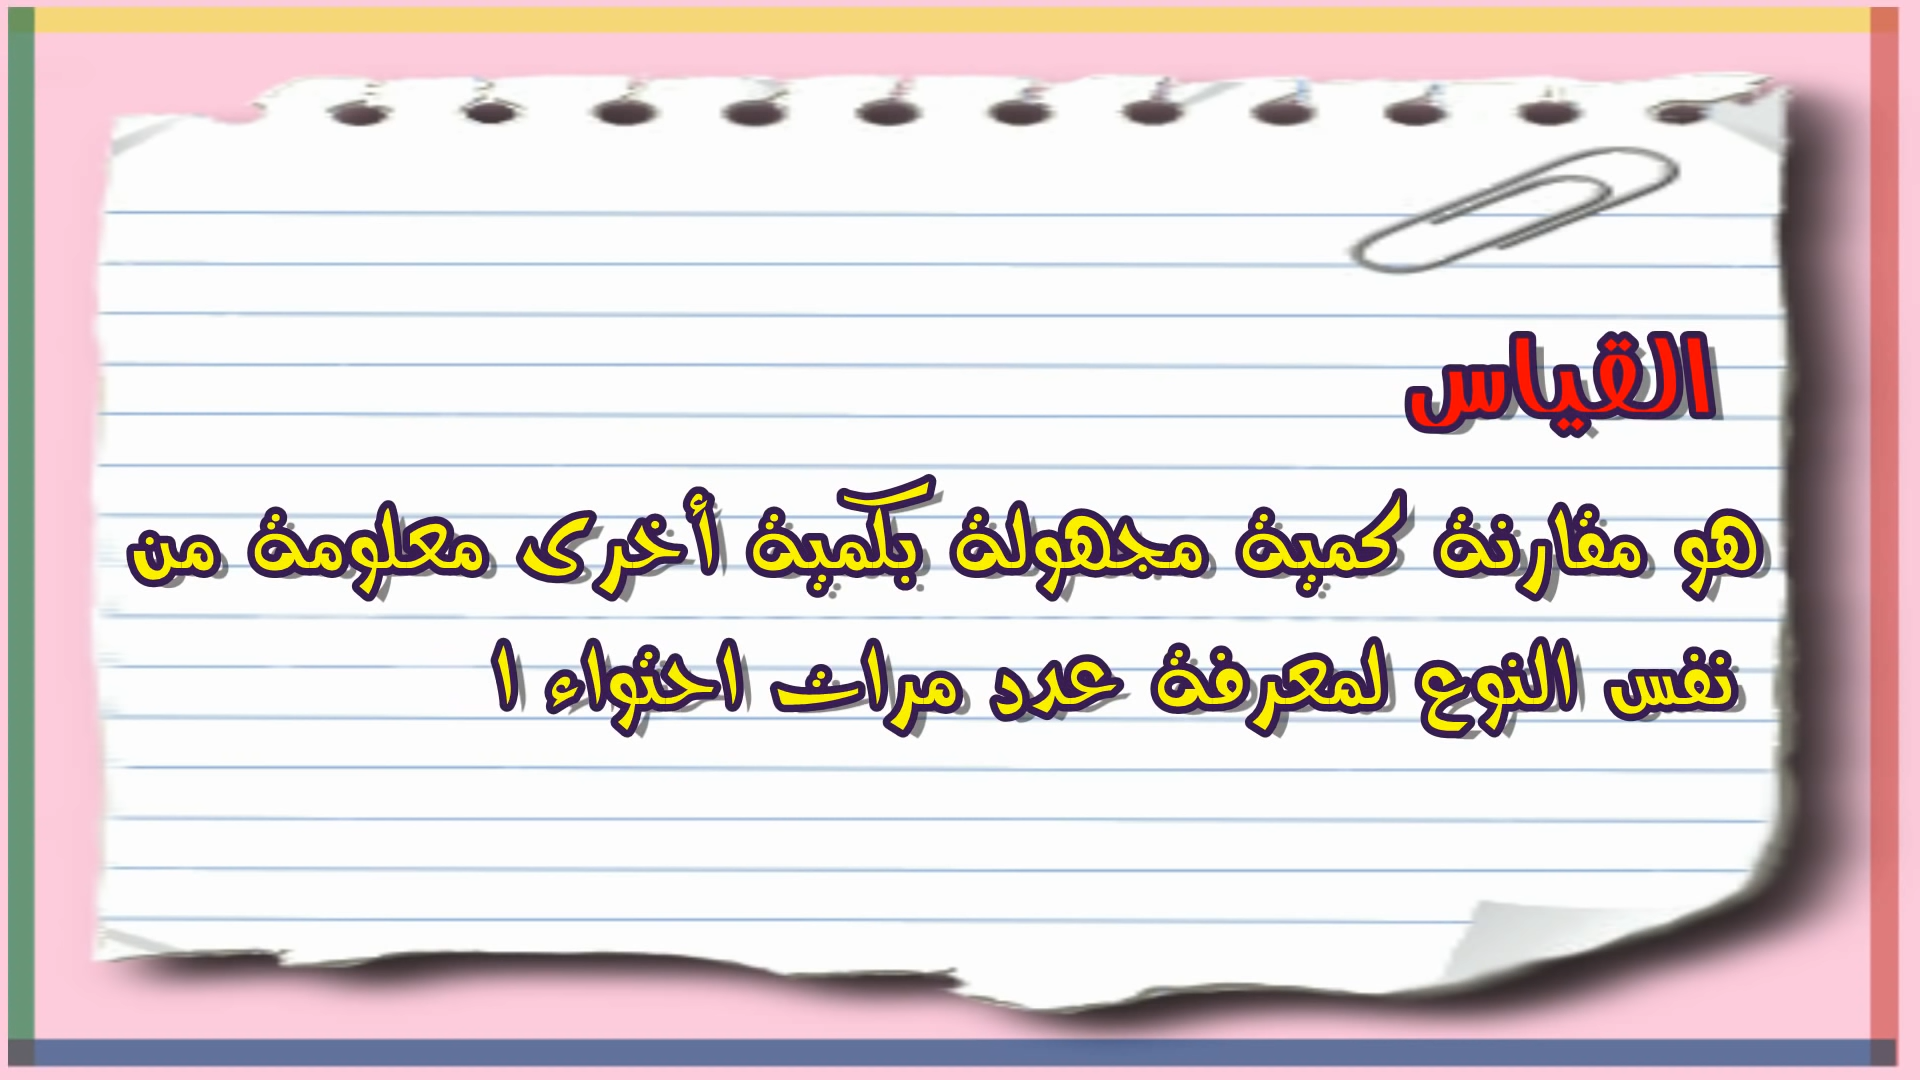 القياس
هو مقارنة كمية مجهولة بكمية أخرى معلومة من
نفس النوع لمعرفة عدد مرات احتواء ا